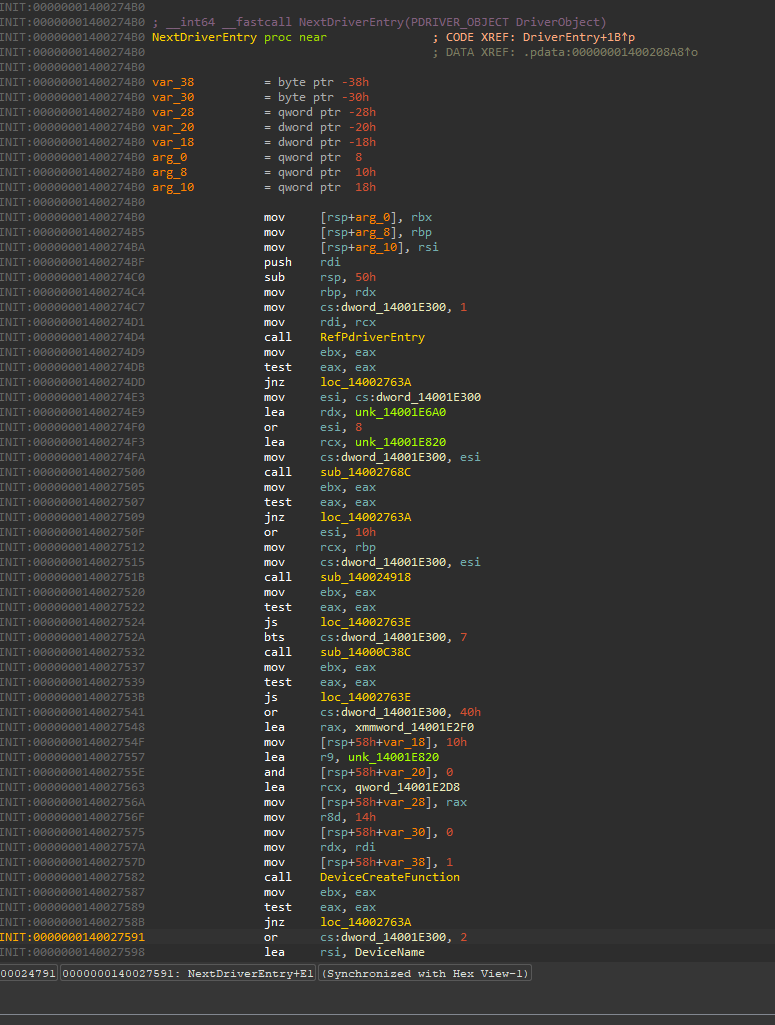 INIT:00000001400274B0
INIT:00000001400274B0 ; __int64 __fastcall NextDriverEntry(PDRIVER_OBJECT DriverObject)
INIT:00000001400274B0 NextDriverEntry proc near ; CODE XREF: DriverEntry+1B↑p
INIT:00000001400274B0 ; DATA XREF: .pdata:00000001400208A8↑o
INIT:00000001400274B0
INIT:00000001400274B0 var_38 = byte ptr -38h
INIT:00000001400274B0 var_30 = byte ptr -30h
INIT:00000001400274B0 var_28 = qword ptr -28h
INIT:00000001400274B0 var_20 = dword ptr -20h
INIT:00000001400274B0 var_18 = dword ptr -18h
INIT:00000001400274B0 arg_0 = qword ptr 8
INIT:00000001400274B0 arg_8 = qword ptr 10h
INIT:00000001400274B0 arg_10 = qword ptr 18h
INIT:00000001400274B0
INIT:00000001400274B0 mov [rsp+arg_0], rbx
INIT:00000001400274B5 mov [rsp+arg_8], rbp
INIT:00000001400274BA mov [rsp+arg_10], rsi
INIT:00000001400274BF push rdi
INIT:00000001400274C0 sub rsp, 50h
INIT:00000001400274C4 mov rbp, rdx
INIT:00000001400274C7 mov cs:dword_14001E300, 1
INIT:00000001400274D1 mov rdi, rcx
INIT:00000001400274D4 call RefPdriverEntry
INIT:00000001400274D9 mov ebx, eax
INIT:00000001400274DB test eax, eax
INIT:00000001400274DD jnz loc_14002763A
INIT:00000001400274E3 mov esi, cs:dword_14001E300
INIT:00000001400274E9 lea rdx, unk_14001E6A0
INIT:00000001400274F0 or esi, 8
INIT:00000001400274F3 lea rcx, unk_14001E820
INIT:00000001400274FA mov cs:dword_14001E300, esi
INIT:0000000140027500 call sub_14002768C
INIT:0000000140027505 mov ebx, eax
INIT:0000000140027507 test eax, eax
INIT:0000000140027509 jnz loc_14002763A
INIT:000000014002750F or esi, 10h
INIT:0000000140027512 mov rcx, rbp
INIT:0000000140027515 mov cs:dword_14001E300, esi
INIT:000000014002751B call sub_140024918
INIT:0000000140027520 mov ebx, eax
INIT:0000000140027522 test eax, eax
INIT:0000000140027524 js loc_14002763E
INIT:000000014002752A bts cs:dword_14001E300, 7
INIT:0000000140027532 call sub_14000C38C
INIT:0000000140027537 mov ebx, eax
INIT:0000000140027539 test eax, eax
INIT:000000014002753B js loc_14002763E
INIT:0000000140027541 or cs:dword_14001E300, 40h
INIT:0000000140027548 lea rax, xmmword_14001E2F0
INIT:000000014002754F mov [rsp+58h+var_18], 10h
INIT:0000000140027557 lea r9, unk_14001E820
INIT:000000014002755E and [rsp+58h+var_20], 0
INIT:0000000140027563 lea rcx, qword_14001E2D8
INIT:000000014002756A mov [rsp+58h+var_28], rax
INIT:000000014002756F mov r8d, 14h
INIT:0000000140027575 mov [rsp+58h+var_30], 0
INIT:000000014002757A mov rdx, rdi
INIT:000000014002757D mov [rsp+58h+var_38], 1
INIT:0000000140027582 call DeviceCreateFunction
INIT:0000000140027587 mov ebx, eax
INIT:0000000140027589 test eax, eax
INIT:000000014002758B jnz loc_14002763A
INIT:0000000140027591 or cs:dword_14001E300, 2
INIT:0000000140027598 lea rsi, DeviceName
00024791 0000000140027591: NextDriverEntry+E1 (Synchronized with Hex View-1)